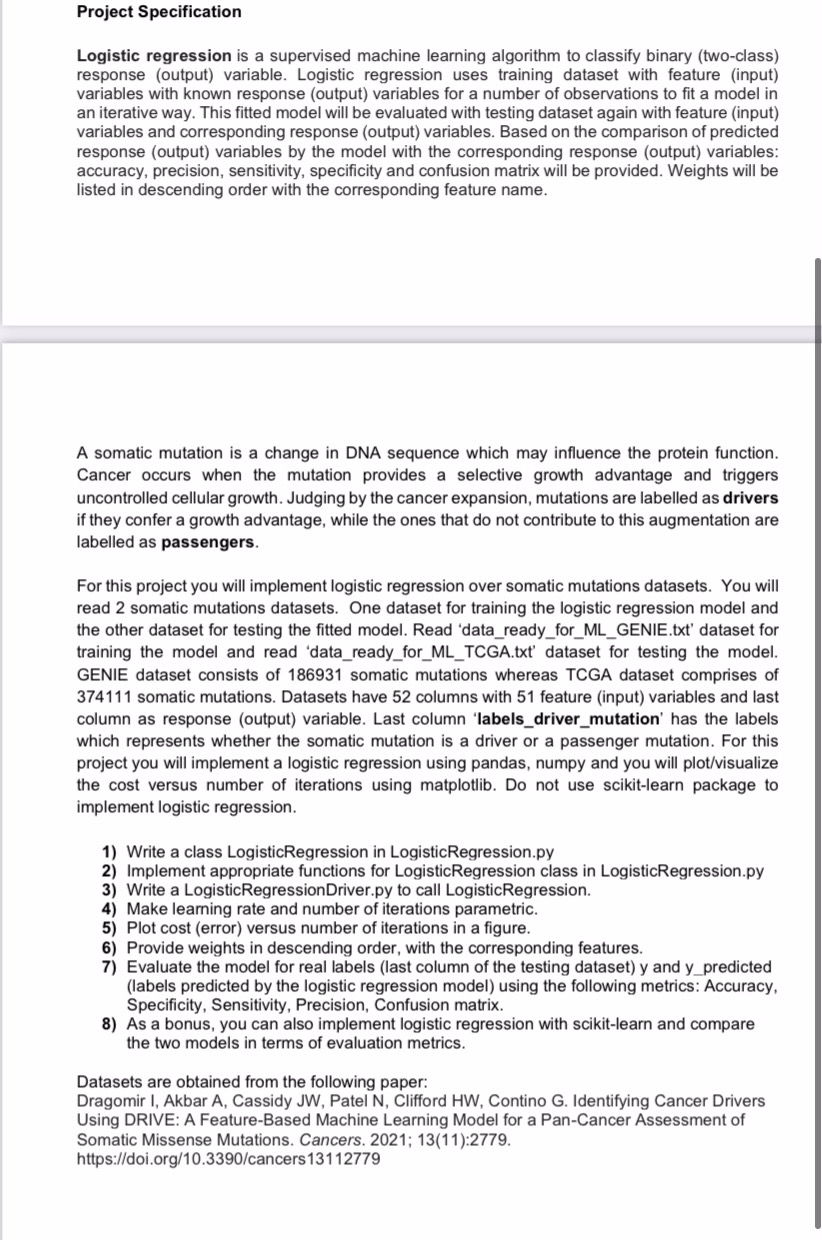 Project Specification
Logistic regression is a supervised machine learning algorithm to classify binary (two-class)
response (output) variable. Logistic regression uses training dataset with feature (input)
variables with known response (output) variables for a number of observations to fit a model in
an iterative way. This fitted model will be evaluated with testing dataset again with feature (input)
variables and corresponding response (output) variables. Based on the comparison of predicted
response (output) variables by the model with the corresponding response (output) variables:
accuracy, precision, sensitivity, specificity and confusion matrix will be provided. Weights will be
listed in descending order with the corresponding feature name.
A somatic mutation is a change in DNA sequence which may influence the protein function.
Cancer occurs when the mutation provides a selective growth advantage and triggers
uncontrolled cellular growth. Judging by the cancer expansion, mutations are labelled as drivers
if they confer a growth advantage, while the ones that do not contribute to this augmentation are
labelled as passengers.
For this project you will implement logistic regression over somatic mutations datasets. You will
read 2 somatic mutations datasets. One dataset for training the logistic regression model and
the other dataset for testing the fitted model. Read 'data_ready_for_ML_GENIE.txt' dataset for
training the model and read 'data_ready_for_ML_TCGA.txt' dataset for testing the model.
GENIE dataset consists of 186931 somatic mutations whereas TCGA dataset comprises of
374111 somatic mutations. Datasets have 52 columns with 51 feature (input) variables and last
column as response (output) variable. Last column 'labels_driver_mutation' has the labels
which represents whether the somatic mutation is a driver or a passenger mutation. For this
project you will implement a logistic regression using pandas, numpy and you will plot/visualize
the cost versus number of iterations using matplotlib. Do not use scikit-learn package to
implement logistic regression.
1) Write a class LogisticRegression in LogisticRegression.py
2) Implement appropriate functions for LogisticRegression class in LogisticRegression.py
3) Write a LogisticRegressionDriver.py to call LogisticRegression.
4) Make learning rate and number of iterations parametric.
5) Plot cost (error) versus number of iterations in a figure.
6) Provide weights in descending order, with the corresponding features.
7) Evaluate the model for real labels (last column of the testing dataset) y and y_predicted
(labels predicted by the logistic regression model) using the following metrics: Accuracy,
Specificity, Sensitivity, Precision, Confusion matrix.
8) As a bonus, you can also implement logistic regression with scikit-learn and compare
the two models in terms of evaluation metrics.
Datasets are obtained from the following paper:
Dragomir I, Akbar A, Cassidy JW, Patel N, Clifford HW, Contino G. Identifying Cancer Drivers
Using DRIVE: A Feature-Based Machine Learning Model for a Pan-Cancer Assessment of
Somatic Missense Mutations. Cancers. 2021; 13(11):2779.
https://doi.org/10.3390/cancers13112779